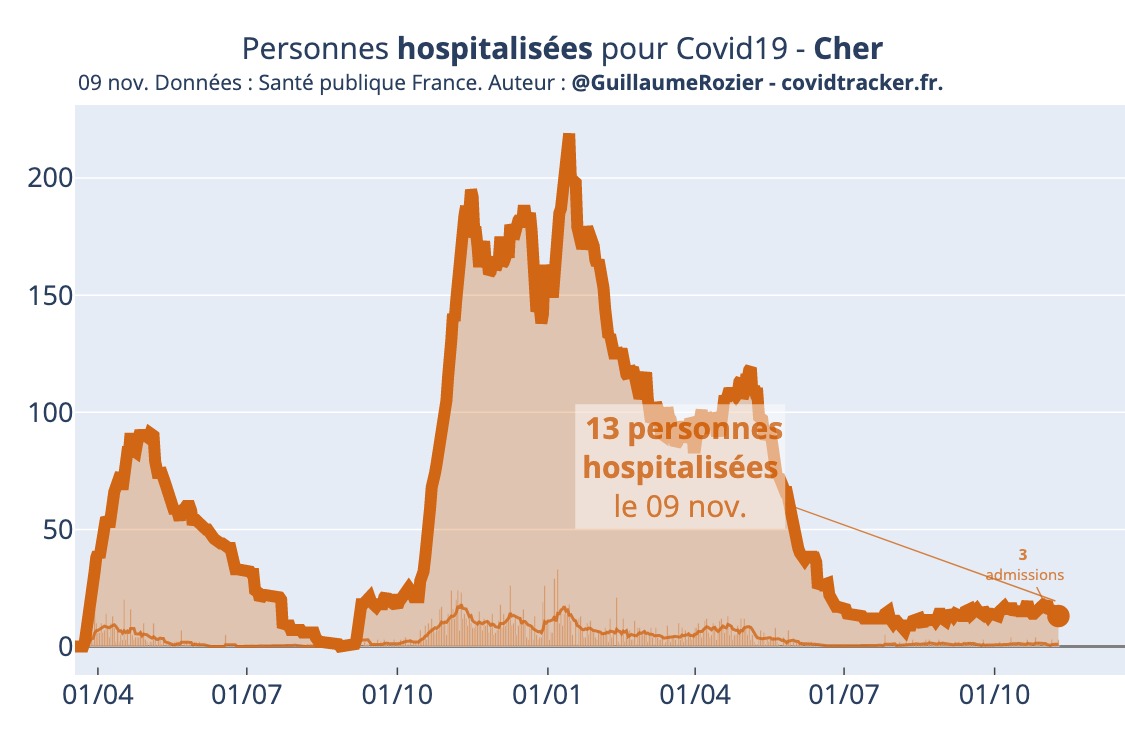 Personnes hospitalisées pour Covid19 - Cher
09 nov. Données : Santé publique France. Auteur : @GuillaumeRozier - covidtracker.fr.
200
150
100
50
0
13 personnes
hospitalisées
le 09 nov.
3
admissions
01/04 01/07 01/10 01/01 01/04 01/07 01/10